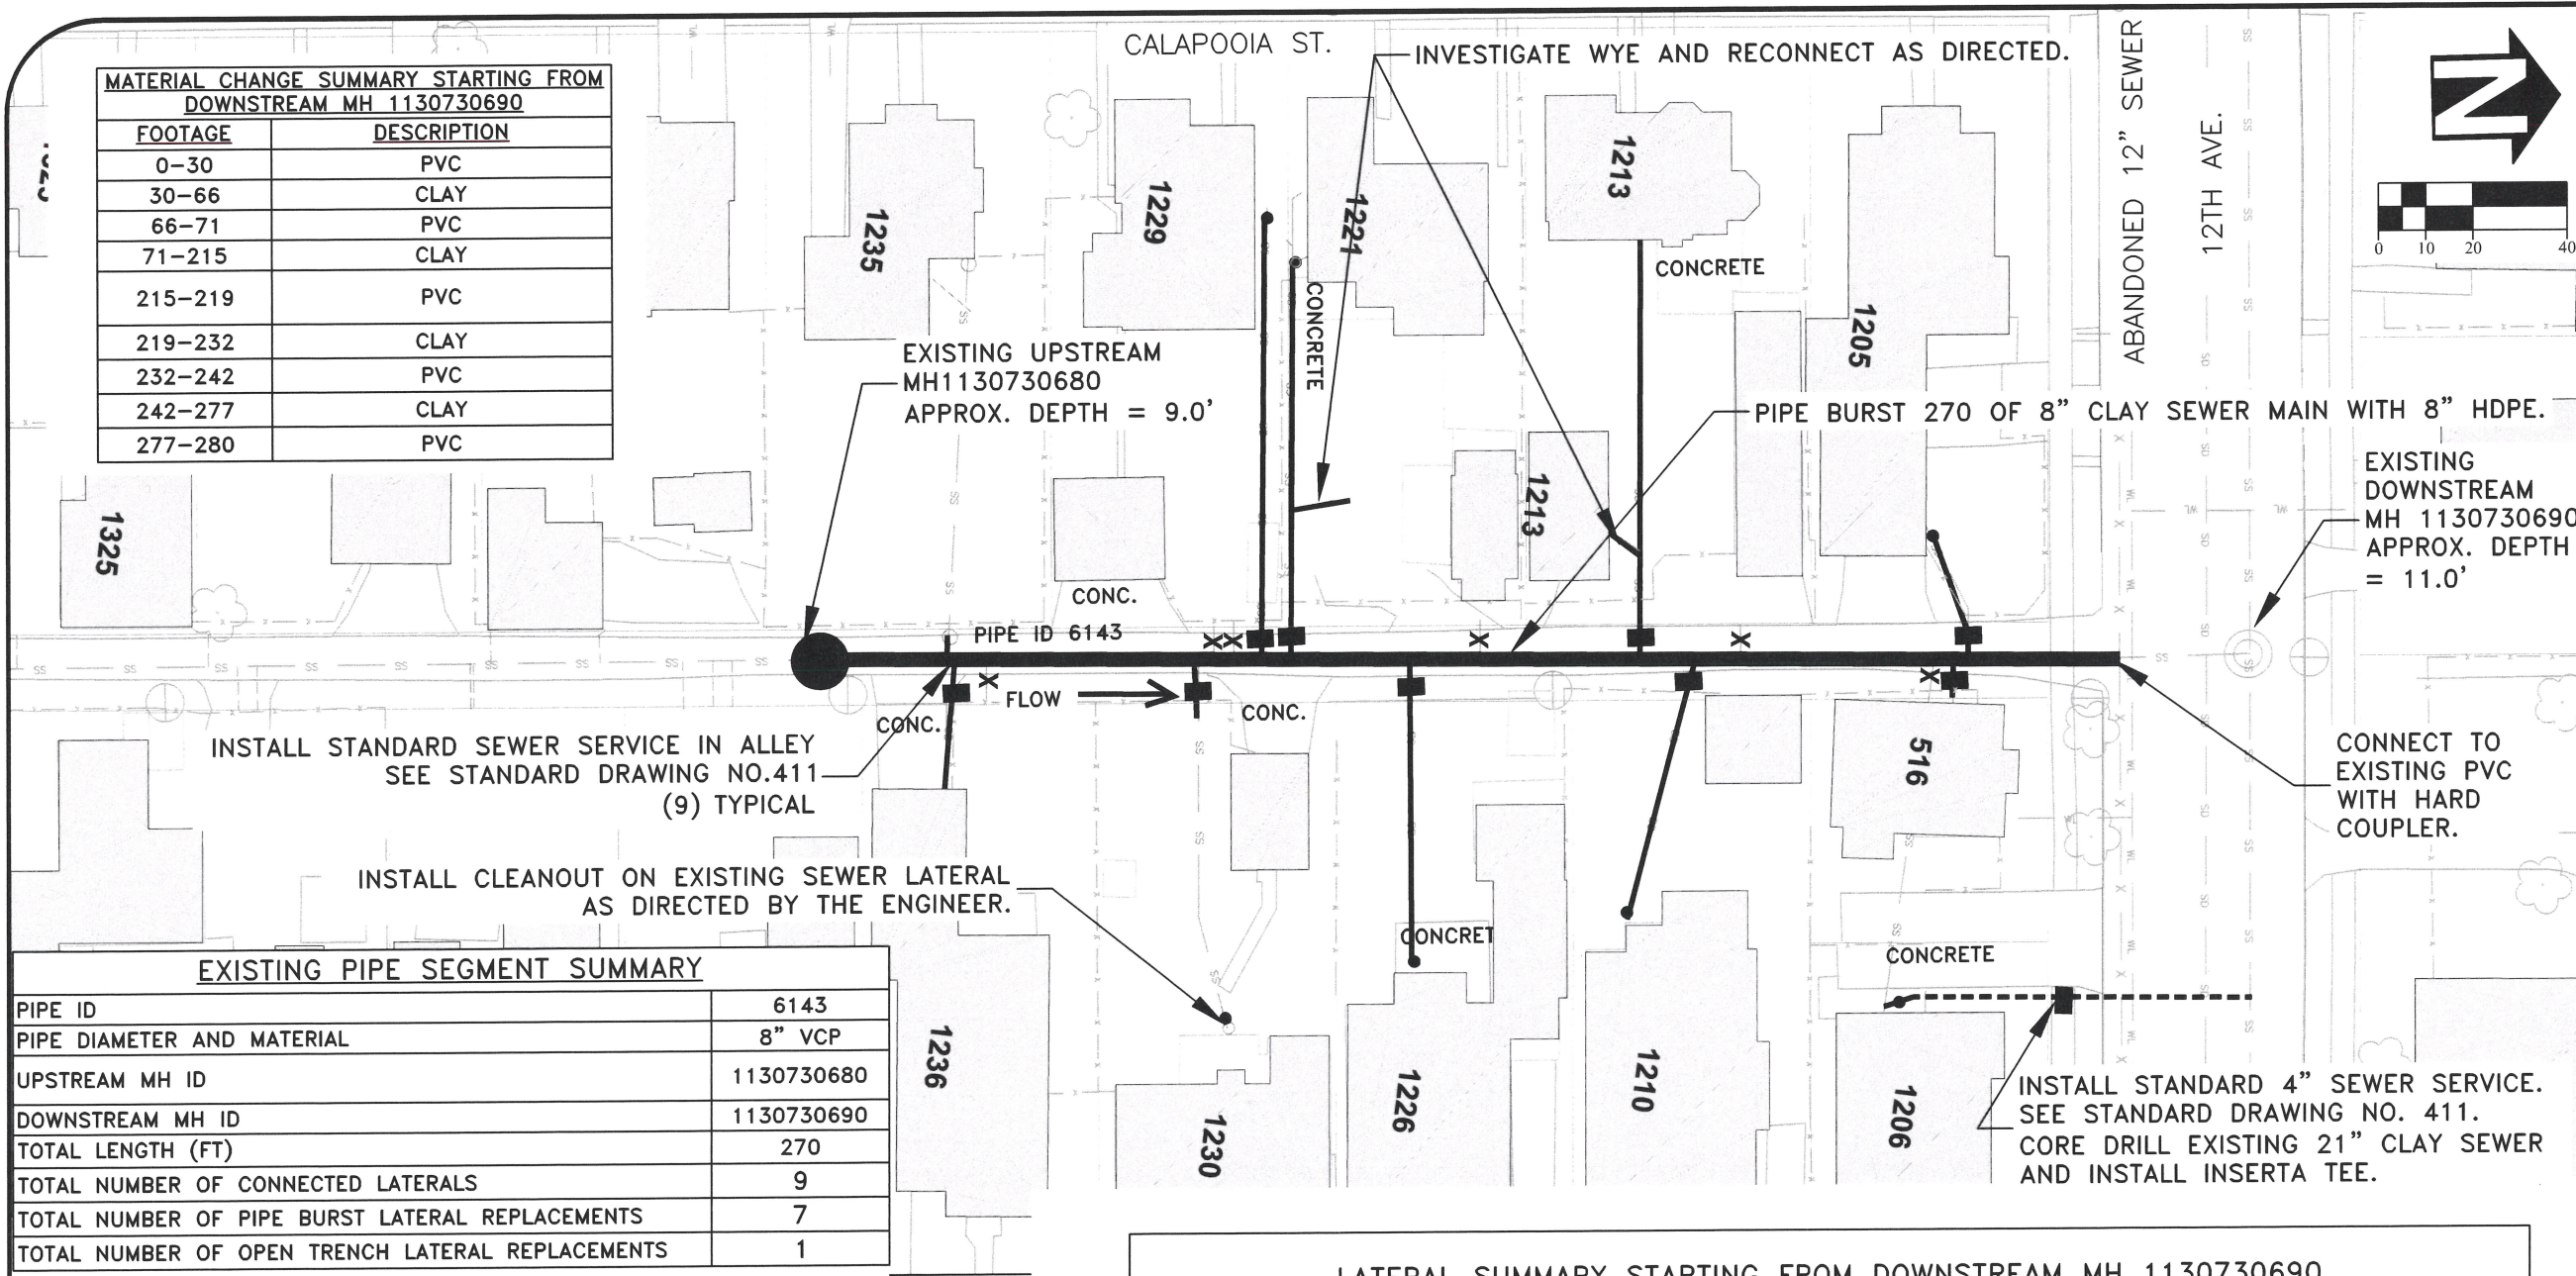 CALAPOOIA ST.
INVESTIGATE WYE AND RECONNECT AS DIRECTED.
ABANDONED 12" SEWER
12TH AVE.
N
0 10 20 40
MATERIAL CHANGE SUMMARY STARTING FROM
DOWNSTREAM MH 1130730690
FOOTAGE DESCRIPTION
0-30 PVC
30-66 CLAY
66-71 PVC
71-215 CLAY
215-219 PVC
219-232 CLAY
232-242 PVC
242-277 CLAY
277-280 PVC
1235
1229
1221
1213
CONCRETE
CONCRETE
1205
EXISTING UPSTREAM
MH1130730680
APPROX. DEPTH = 9.0'
PIPE BURST 270 OF 8" CLAY SEWER MAIN WITH 8" HDPE.
EXISTING
DOWNSTREAM
MH 1130730690
APPROX. DEPTH
= 11.0'
1325
1213
CONC.
PIPE ID 6143
FLOW
CONC.
CONC.
INSTALL STANDARD SEWER SERVICE IN ALLEY
SEE STANDARD DRAWING NO.411
(9) TYPICAL
516
CONNECT TO
EXISTING PVC
WITH HARD
COUPLER.
INSTALL CLEANOUT ON EXISTING SEWER LATERAL
AS DIRECTED BY THE ENGINEER.
CONCRET
CONCRETE
EXISTING PIPE SEGMENT SUMMARY
PIPE ID 6143
PIPE DIAMETER AND MATERIAL 8" VCP
UPSTREAM MH ID 1130730680
DOWNSTREAM MH ID 1130730690
TOTAL LENGTH (FT) 270
TOTAL NUMBER OF CONNECTED LATERALS 9
TOTAL NUMBER OF PIPE BURST LATERAL REPLACEMENTS 7
TOTAL NUMBER OF OPEN TRENCH LATERAL REPLACEMENTS 1
1236
1230
1226
1210
1206
INSTALL STANDARD 4" SEWER SERVICE.
SEE STANDARD DRAWING NO. 411.
CORE DRILL EXISTING 21" CLAY SEWER
AND INSTALL INSERTA TEE.
LATERAL SUMMARY STARTING FROM DOWNSTREAM MH 1130730690